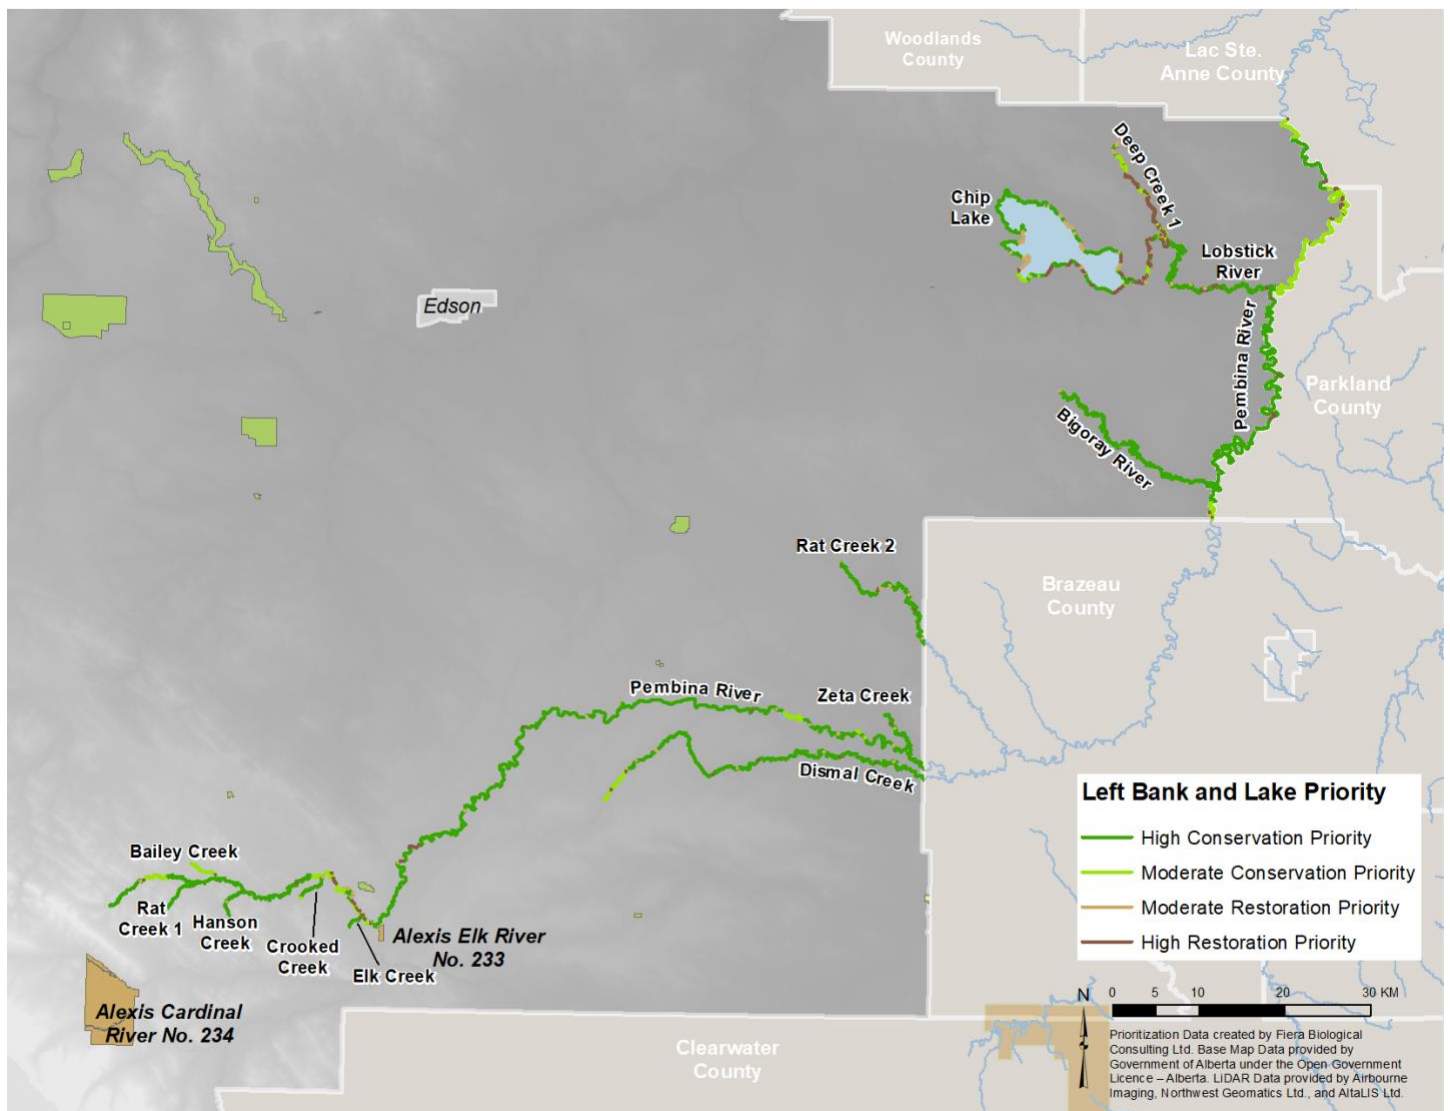 Woodlands
County
Lac Ste.
Anne County
Deep Creek 1
Chip
Lake
Lobstick
River
Edson
Pembina River
Parkland
County
Bigoray River
Rat Creek 2
Brazeau
County
Pembina River
Zeta Creek
Dismal Creek
Left Bank and Lake Priority
High Conservation Priority
Moderate Conservation Priority
Moderate Restoration Priority
High Restoration Priority
Bailey Creek
Rat
Creek 1
Hanson
Creek
Crooked
Creek
Elk Creek
Alexis Elk River
No. 233
Alexis Cardinal
River No. 234
Clearwater
County
N
0 5 10 20 30 KM
Prioritization Data created by Fiera Biological
Consulting Ltd. Base Map Data provided by
Government of Alberta under the Open Government
Licence – Alberta. LiDAR Data provided by Airbourne
Imaging, Northwest Geomatics Ltd., and AltaLIS Ltd.